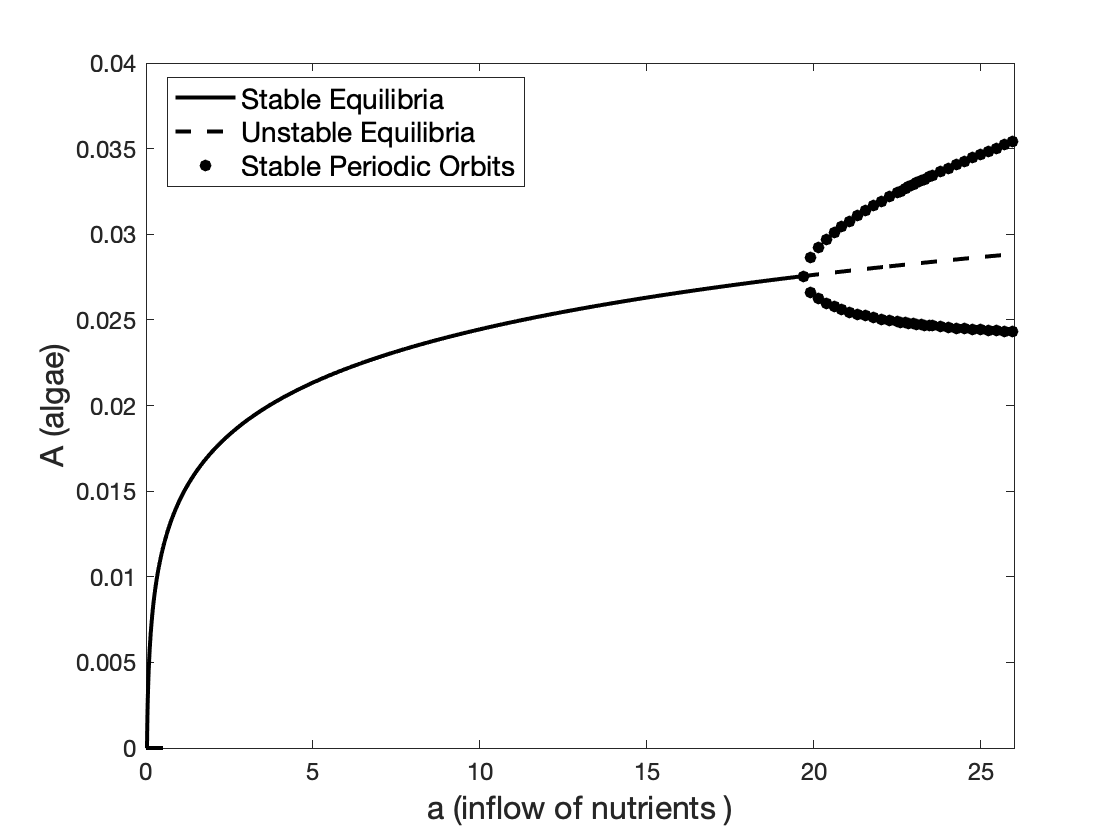 0.04
0.035
0.03
0.025
0.02
0.015
0.01
0.005
0
A (algae)
Stable Equilibria
Unstable Equilibria
Stable Periodic Orbits
0 5 10 15 20 25
a (inflow of nutrients )